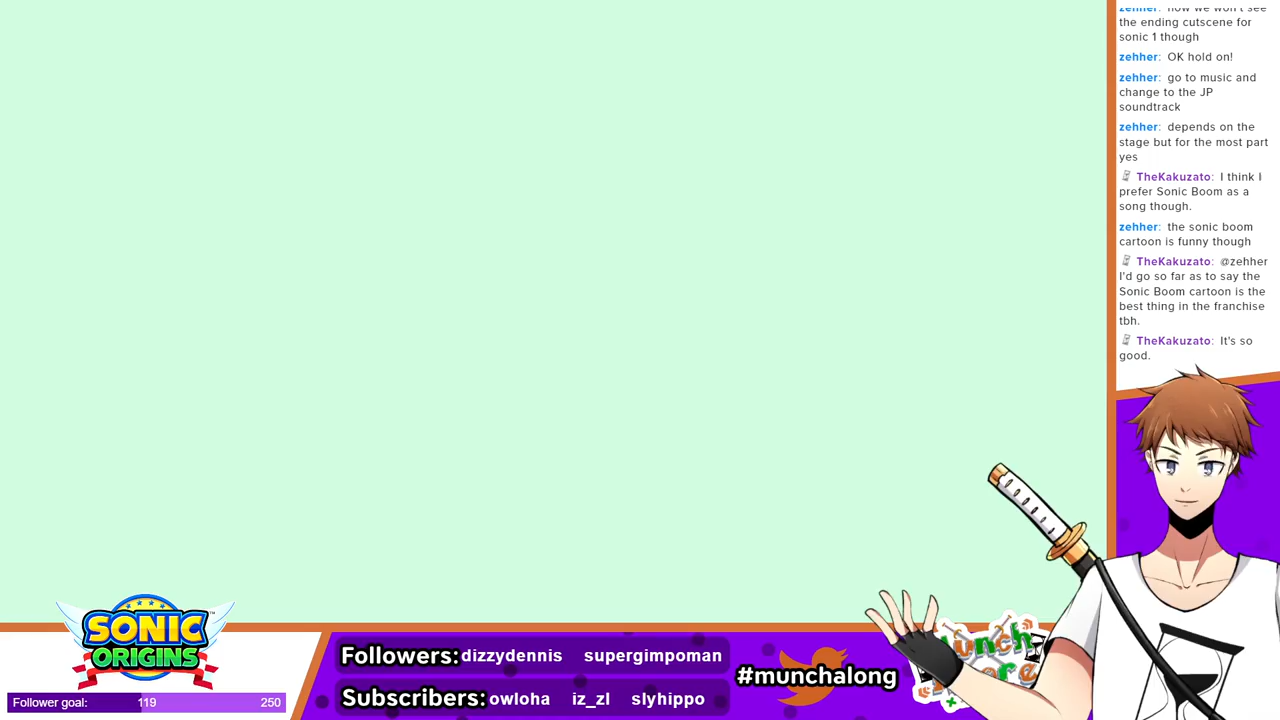 zehher: now we won't see
the ending cutscene for
sonic 1 though
zehher: OK hold on!
zehher: go to music and
change to the JP
soundtrack
zehher: depends on the
stage but for the most part
yes
TheKakuzato: I think I
prefer Sonic Boom as a
song though.
zehher: the sonic boom
cartoon is funny though
TheKakuzato: @zehher
I'd go so far as to say the
Sonic Boom cartoon is the
best thing in the franchise
tbh.
TheKakuzato: It's so
good.
SONIC
ORIGINS
TM
Follower goal: 119 250
Followers: dizzydennis supergimpoman
Subscribers: owloha iz_zl slyhippo
#munchalong